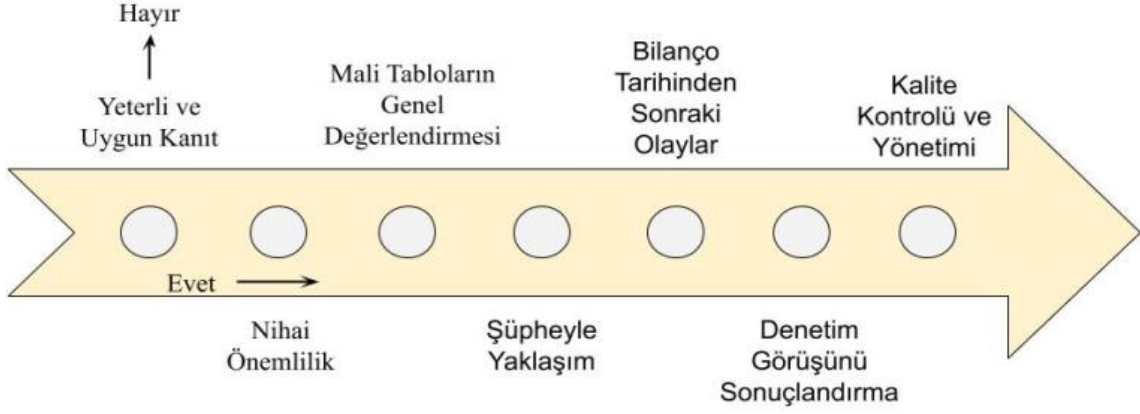 Hayır
Yeterli ve
Uygun Kanıt
Mali Tabloların
Genel
Değerlendirmesi
Bilanço
Tarihinden
Sonraki
Olaylar
Kalite
Kontrolü ve
Yönetimi
Evet
Nihai
Önemlilik
Şüpheyle
Yaklaşım
Denetim
Görüşünü
Sonuçlandırma